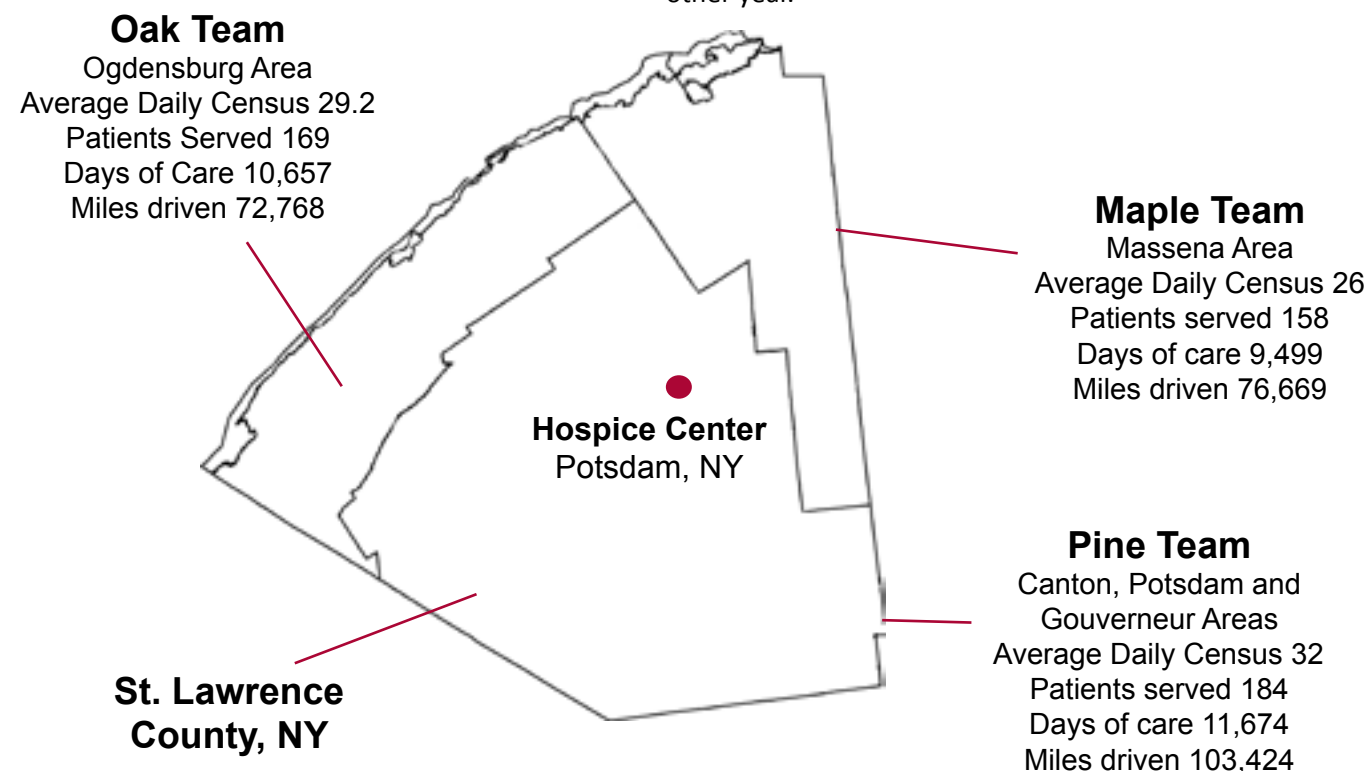 other year.
Oak Team
Ogdensburg Area
Average Daily Census 29.2
Patients Served 169
Days of Care 10,657
Miles driven 72,768
Maple Team
Massena Area
Average Daily Census 26
Patients served 158
Days of care 9,499
Miles driven 76,669
Hospice Center
Potsdam, NY
Pine Team
Canton, Potsdam and
Gouverneur Areas
Average Daily Census 32
Patients served 184
Days of care 11,674
Miles driven 103,424
St. Lawrence
County, NY